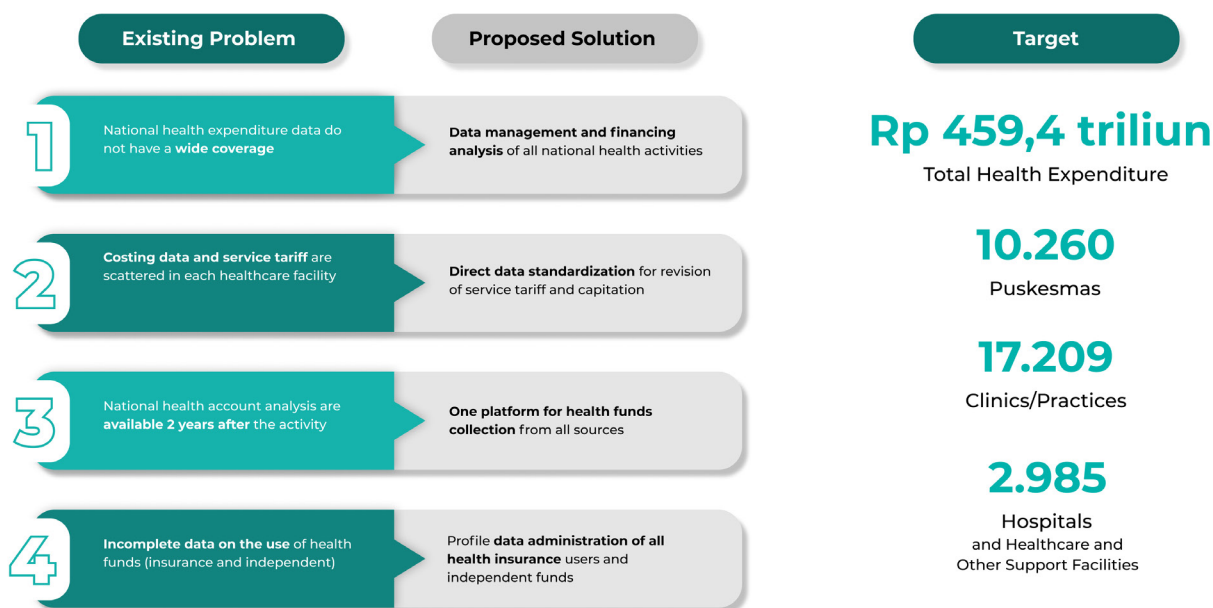 Existing Problem
Proposed Solution
Target
1
National health expenditure data do
not have a wide coverage
Data management and financing
analysis of all national health activities
2
Costing data and service tariff are
scattered in each healthcare facility
Direct data standardization for revision
of service tariff and capitation
3
National health account analysis are
available 2 years after the activity
One platform for health funds
collection from all sources
4
Incomplete data on the use of health
funds (insurance and independent)
Profile data administration of all
health insurance users and
independent funds
Rp 459,4 triliun
Total Health Expenditure
10.260
Puskesmas
17.209
Clinics/Practices
2.985
Hospitals
and Healthcare and
Other Support Facilities